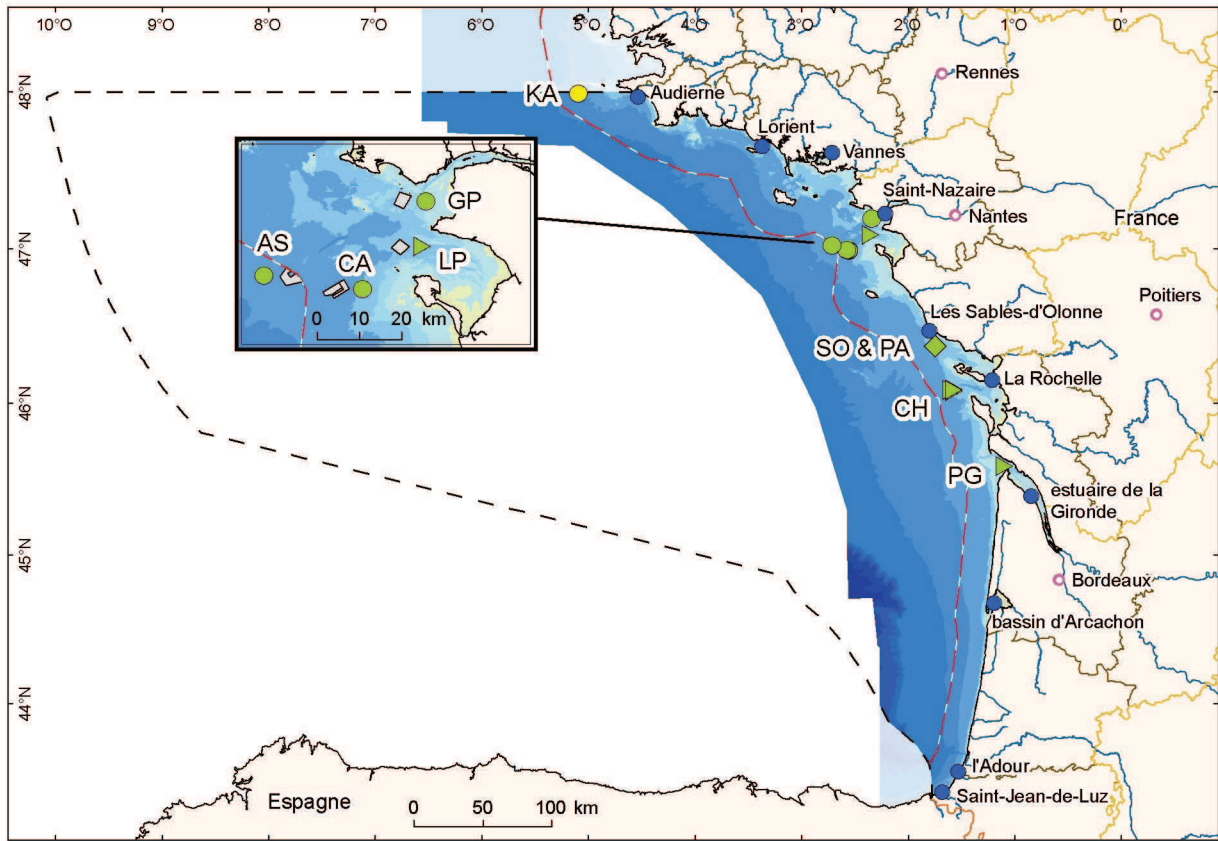 10°O 9°O 8°O 7°O 6°O 5°O 4°O 3°O 2°O 1°O 0°
48°N
47°N
46°N
45°N
44°N
KA
Audierne
Rennes
Lorient
Vannes
Saint-Nazaire
Nantes
France
GP
AS
CA
LP
0 10 20 km
Poitiers
Les Sables-d'Olonne
SO & PA
La Rochelle
CH
PG
estuaire de la
Gironde
Bordeaux
bassin d'Arcachon
l'Adour
Saint-Jean-de-Luz
Espagne
0 50 100 km